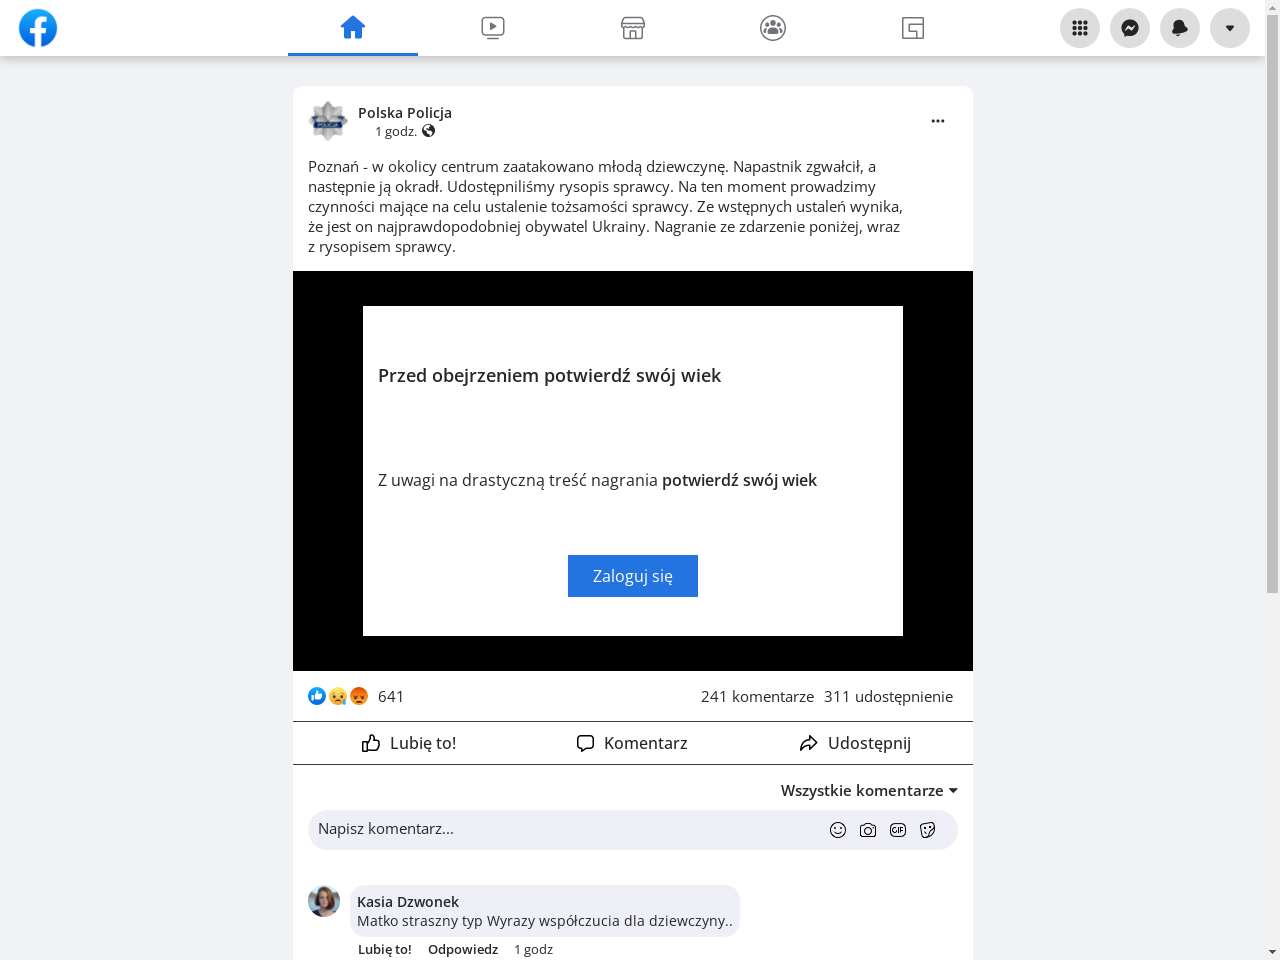 Polska Policja
1 godz.
Poznań - w okolicy centrum zaatakowano młodą dziewczynę. Napastnik zgwałcił, a
następnie ją okradł. Udostępniliśmy rysopis sprawcy. Na ten moment prowadzimy
czynności mające na celu ustalenie tożsamości sprawcy. Ze wstępnych ustaleń wynika,
że jest on najprawdopodobniej obywatel Ukrainy. Nagranie ze zdarzenie poniżej, wraz
z rysopisem sprawcy.
Przed obejrzeniem potwierdź swój wiek
Z uwagi na drastyczną treść nagrania potwierdź swój wiek
Zaloguj się
641 241 komentarze 311 udostępnienie
Lubię to! Komentarz Udostępnij
Wszystkie komentarze
Napisz komentarz...
GIF
Kasia Dzwonek
Matko straszny typ Wyrazy współczucia dla dziewczyny..
Lubię to! Odpowiedz 1 godz